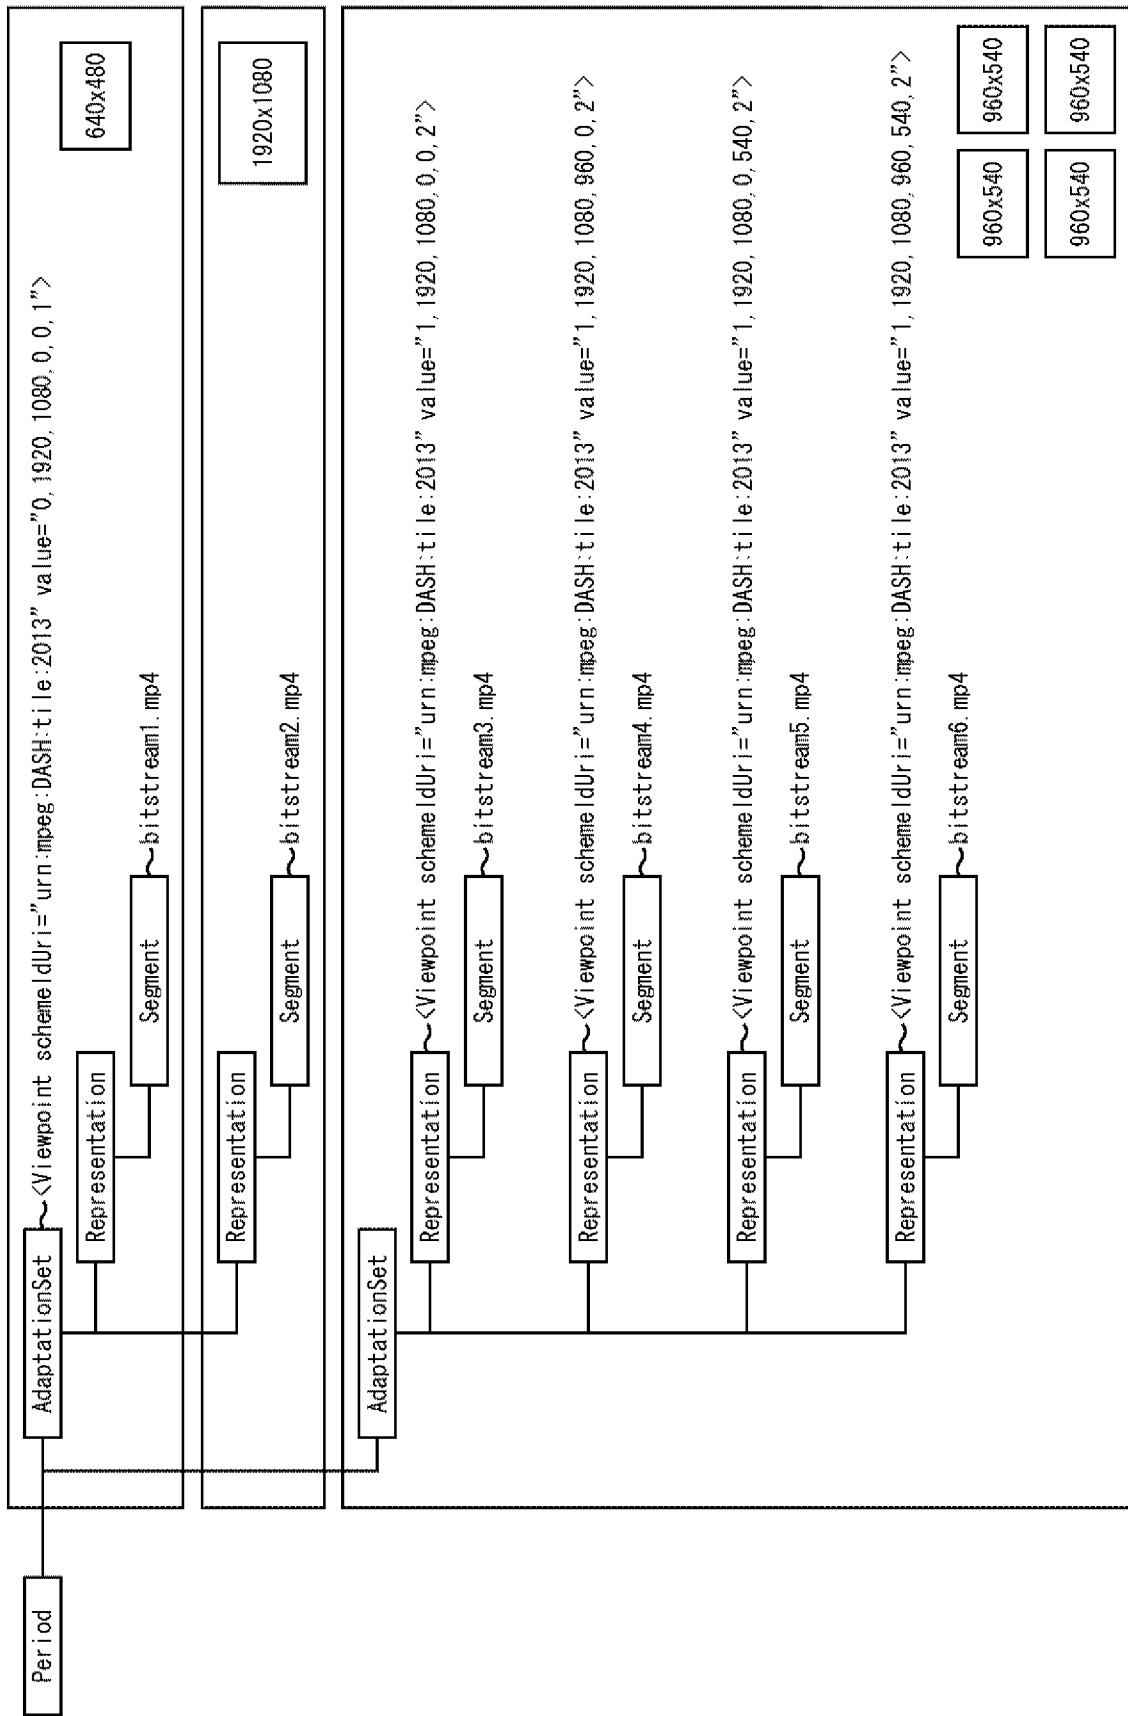 Period
AdaptationSet
<Viewpoint schemeIdUri="urn:mpeg:DASH:tile:2013" value="0, 1920, 1080, 0, 0, 1">
640x480
Representation
Segment
bitstream1.mp4
1920x1080
Representation
Segment
bitstream2.mp4
AdaptationSet
Representation
<Viewpoint schemeIdUri="urn:mpeg:DASH:tile:2013" value="1, 1920, 1080, 0, 0, 2">
Segment
bitstream3.mp4
Representation
<Viewpoint schemeIdUri="urn:mpeg:DASH:tile:2013" value="1, 1920, 1080, 960, 0, 2">
Segment
bitstream4.mp4
Representation
<Viewpoint schemeIdUri="urn:mpeg:DASH:tile:2013" value="1, 1920, 1080, 0, 540, 2">
Segment
bitstream5.mp4
Representation
<Viewpoint schemeIdUri="urn:mpeg:DASH:tile:2013" value="1, 1920, 1080, 960, 540, 2">
Segment
bitstream6.mp4
960x540
960x540
960x540
960x540